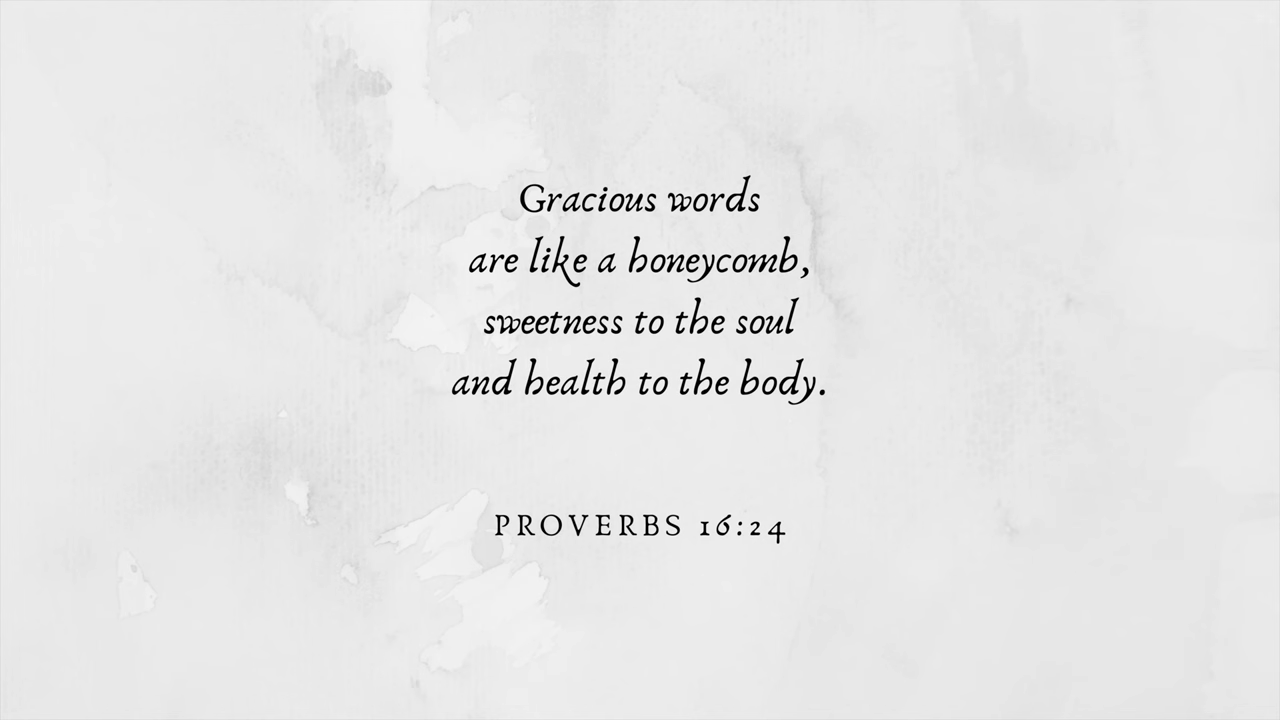 Gracious words
are like a honeycomb,
sweetness to the soul
and health to the body.
PROVERBS 16:24